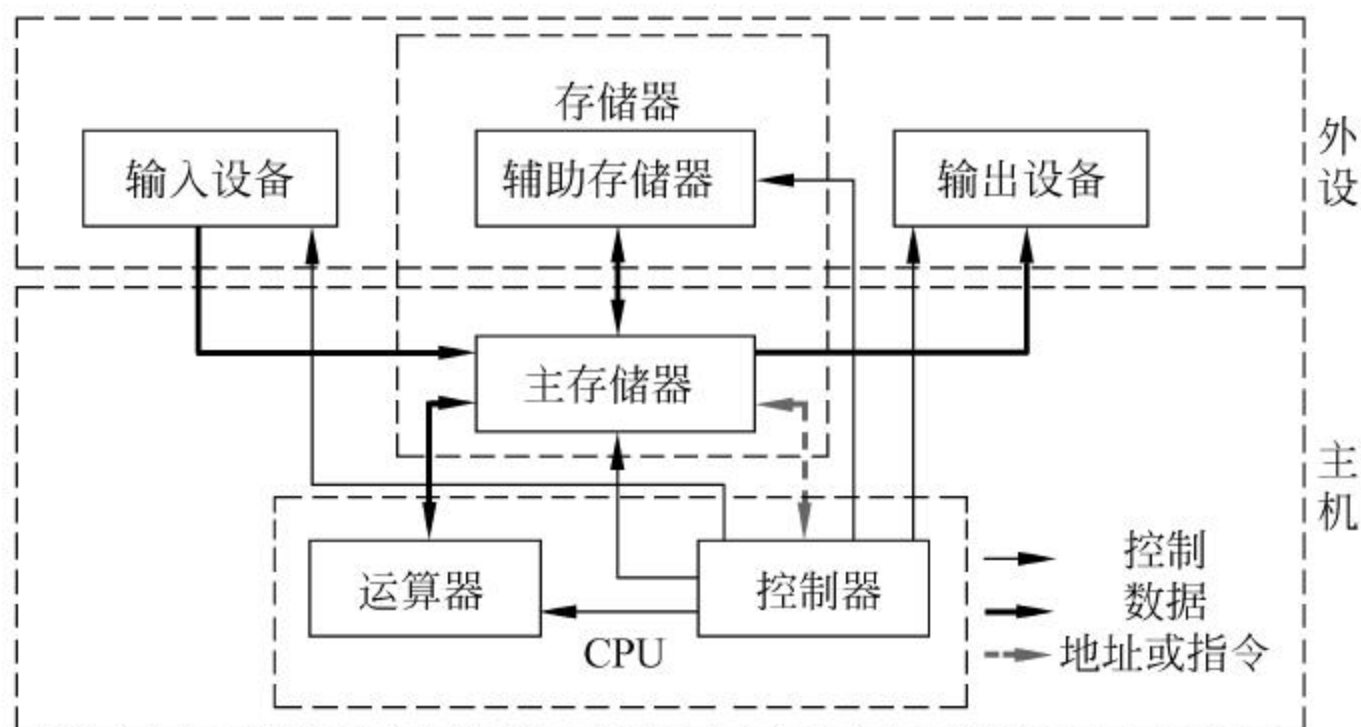 存储器
输入设备
辅助存储器
输出设备
外设
主存储器
主机
运算器
控制器
CPU
控制
数据
地址或指令